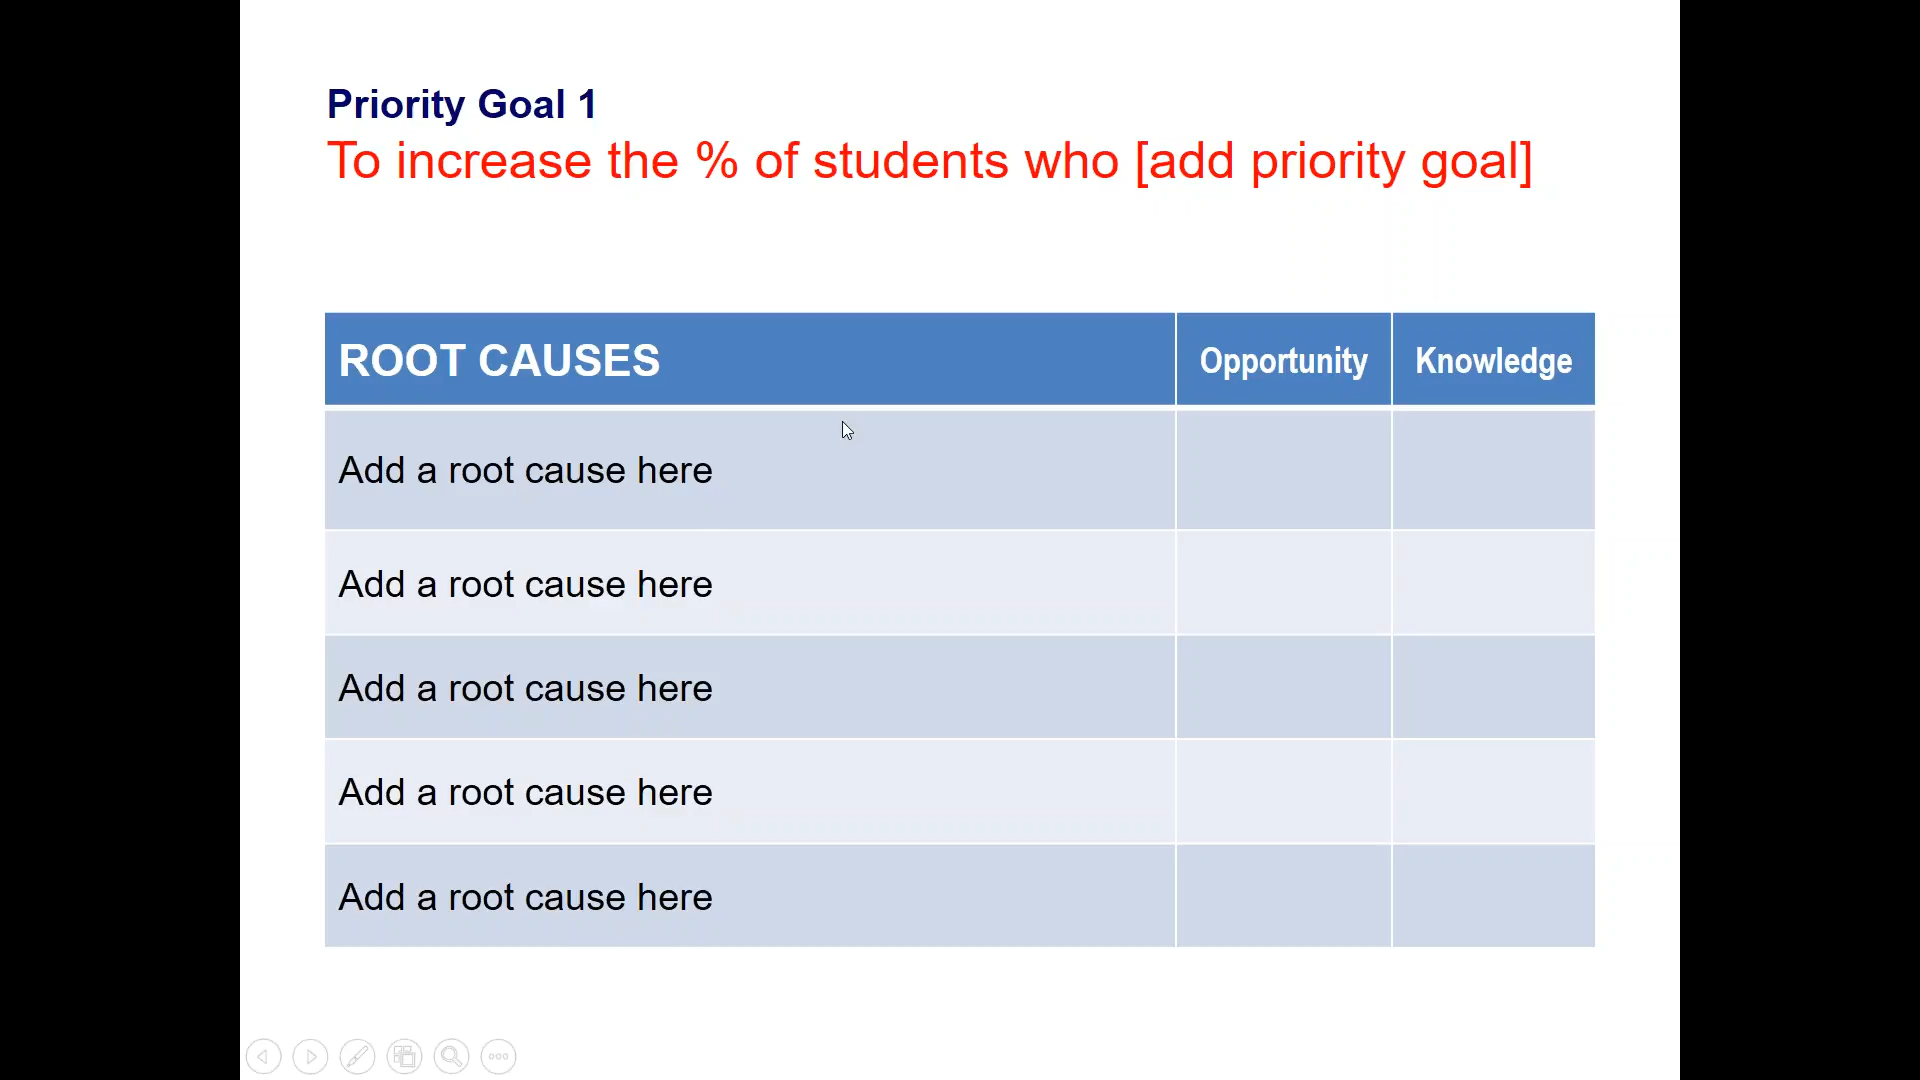 Priority Goal 1
To increase the % of students who [add priority goal]
ROOT CAUSES Opportunity Knowledge
Add a root cause here
Add a root cause here
Add a root cause here
Add a root cause here
Add a root cause here